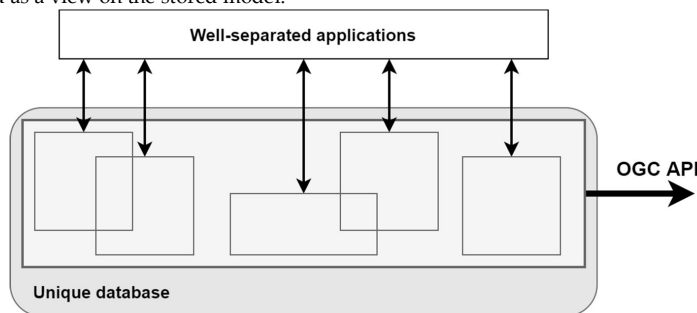 as a view on the stored model.
Well-separated applications
OGC API
Unique database